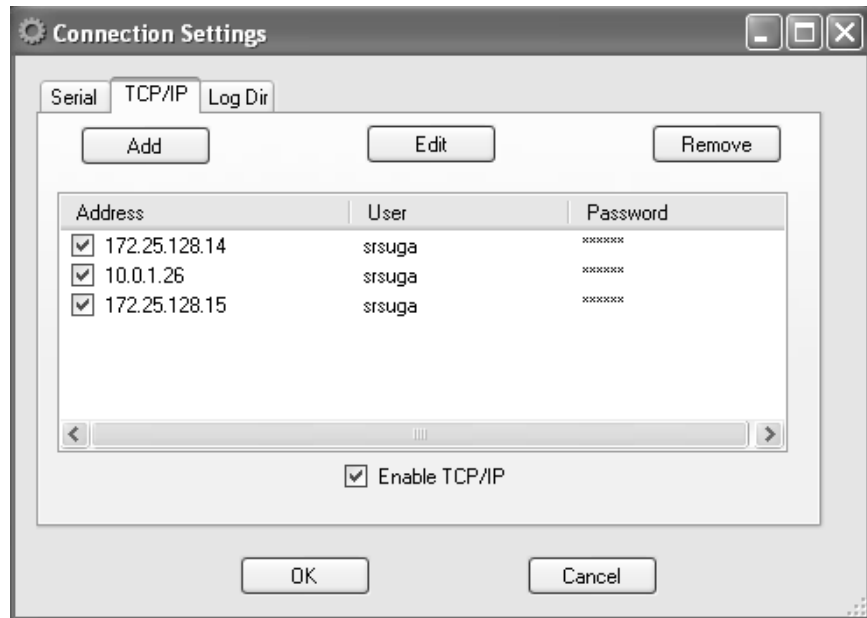 Connection Settings
Serial TCP/IP Log Dir
Add Edit Remove
Address User Password
172.25.128.14 srsuga ××××××
10.0.1.26 srsuga ××××××
172.25.128.15 srsuga ××××××
Enable TCP/IP
OK Cancel